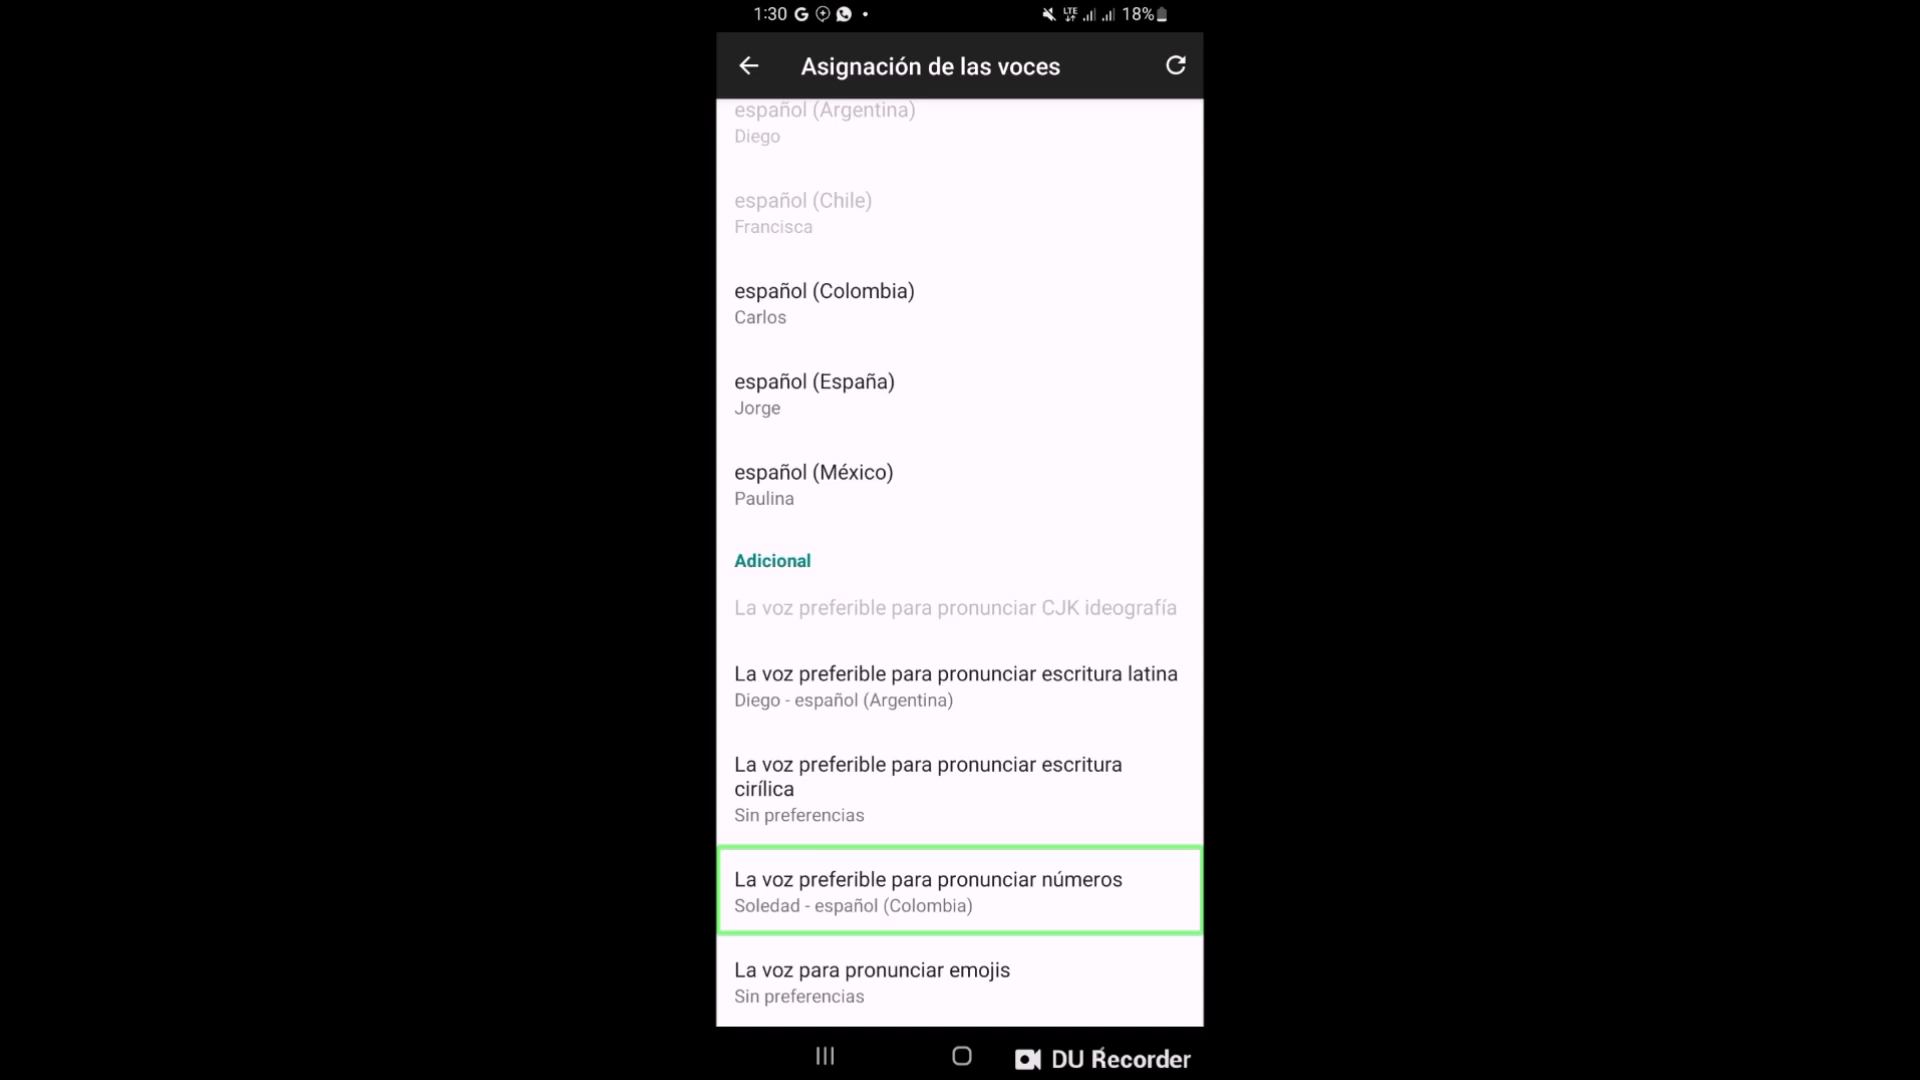 1:30
LTE 18%
Asignación de las voces
español (Argentina)
Diego
español (Chile)
Francisca
español (Colombia)
Carlos
español (España)
Jorge
español (México)
Paulina
Adicional
La voz preferible para pronunciar CJK ideografía
La voz preferible para pronunciar escritura latina
Diego - español (Argentina)
La voz preferible para pronunciar escritura
cirílica
Sin preferencias
La voz preferible para pronunciar números
Soledad - español (Colombia)
La voz para pronunciar emojis
Sin preferencias
DU Recorder